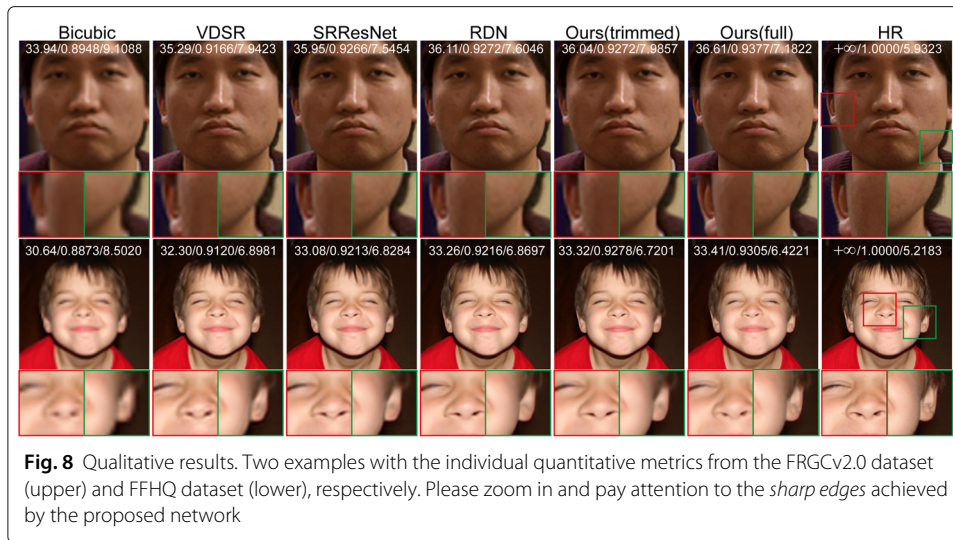 Bicubic VDSR SRResNet RDN Ours(trimmed) Ours(full) HR
33.94/0.8948/9.1088 35.29/0.9166/7.9423 35.95/0.9266/7.5454 36.11/0.9272/7.6046 36.04/0.9272/7.9857 36.61/0.9377/7.1822 +∞/1.0000/5.9323
30.64/0.8873/8.5020 32.30/0.9120/6.8981 33.08/0.9213/6.8284 33.26/0.9216/6.8697 33.32/0.9278/6.7201 33.41/0.9305/6.4221 +∞/1.0000/5.2183
Fig. 8 Qualitative results. Two examples with the individual quantitative metrics from the FRGCv2.0 dataset
(upper) and FFHQ dataset (lower), respectively. Please zoom in and pay attention to the sharp edges achieved
by the proposed network